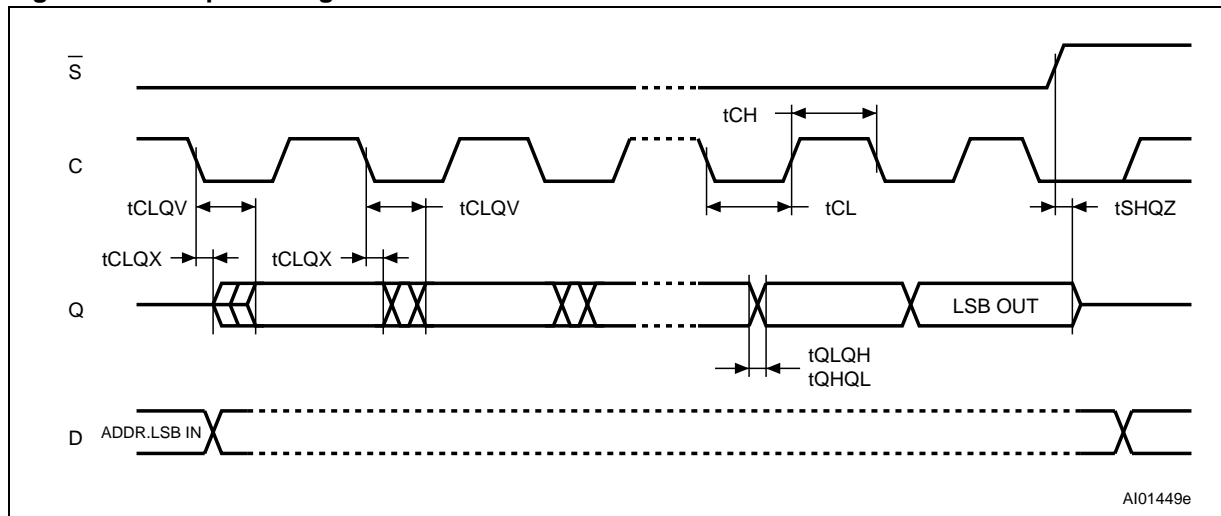 S
tCH
C
tCLQV
tCLQV
tCL
tSHQZ
tCLQX
tCLQX
Q
LSB OUT
tQLQH
tQHQL
D
ADDR.LSB IN
AI01449e